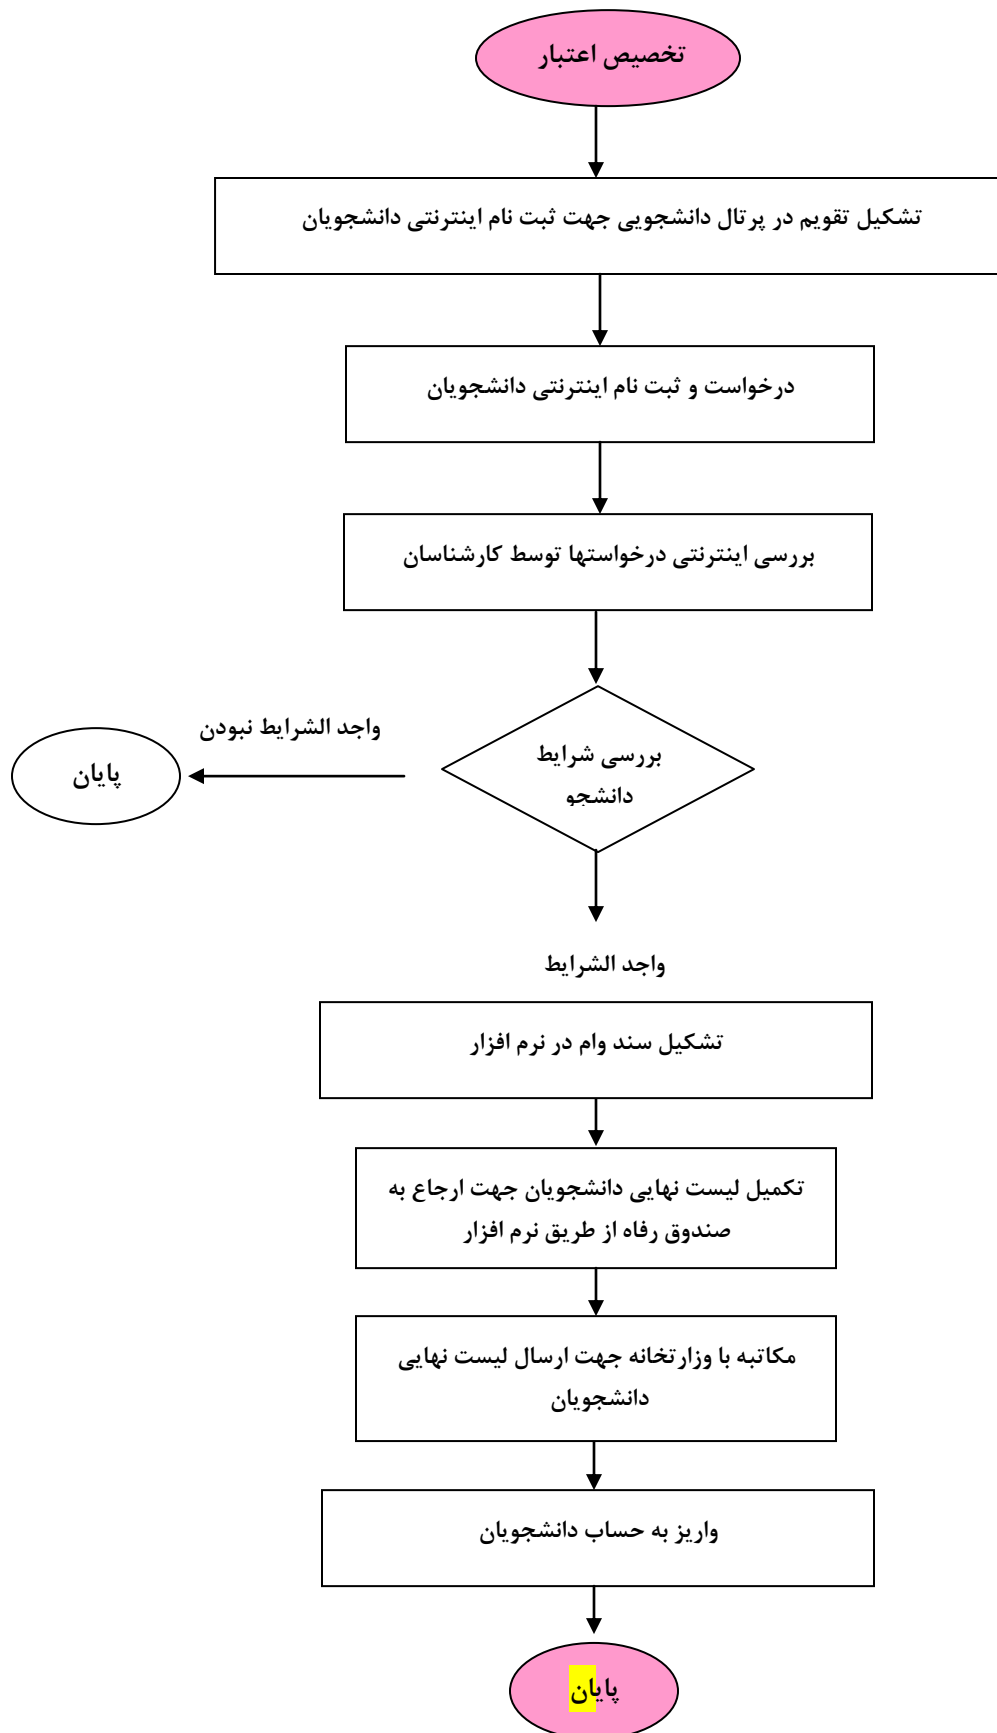 تخصیص اعتبار
تشکیل تقویم در پرتال دانشجویی جهت ثبت نام اینترنتی دانشجویان
درخواست و ثبت نام اینترنتی دانشجویان
بررسی اینترنتی درخواستها توسط کارشناسان
بررسی شرایط
دانشجو
واجد الشرایط نبودن
پایان
واجد الشرایط
تشکیل سند وام در نرم افزار
تکمیل لیست نهایی دانشجویان جهت ارجاع به
صندوق رفاه از طریق نرم افزار
مکاتبه با وزارتخانه جهت ارسال لیست نهایی
دانشجویان
واریز به حساب دانشجویان
پایان